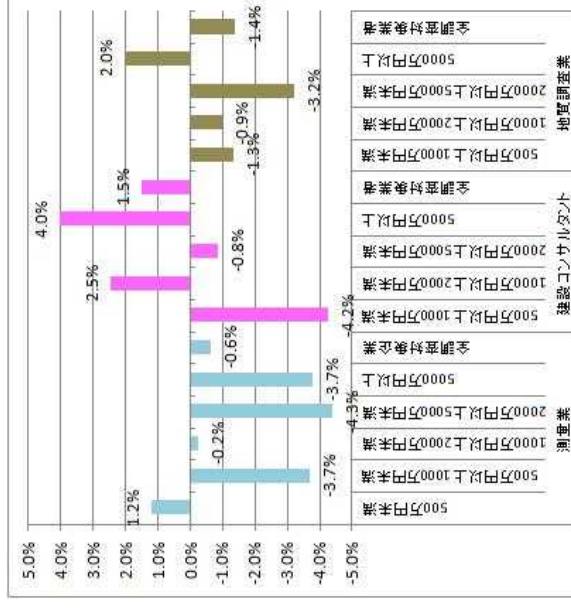 5.0%
4.0%
3.0%
2.0%
1.0%
0.0%
-1.0%
-2.0%
-3.0%
-4.0%
-5.0%
1.2%
-3.7%
-0.2%
-4.3%
-3.7%
-0.6%
-4.2%
2.5%
-0.8%
4.0%
1.5%
-1.3%
-0.9%
-3.2%
2.0%
-1.4%
500万円未満
500万円以上1000万円未満
1000万円以上2000万円未満
2000万円以上5000万円未満
5000万円以上
全調査対象企業
500万円以上1000万円未満
1000万円以上2000万円未満
2000万円以上5000万円未満
5000万円以上
全調査対象業者
500万円以上1000万円未満
1000万円以上2000万円未満
2000万円以上5000万円未満
5000万円以上
全調査対象業者
測量業
建設コンサルタント
地質調査業